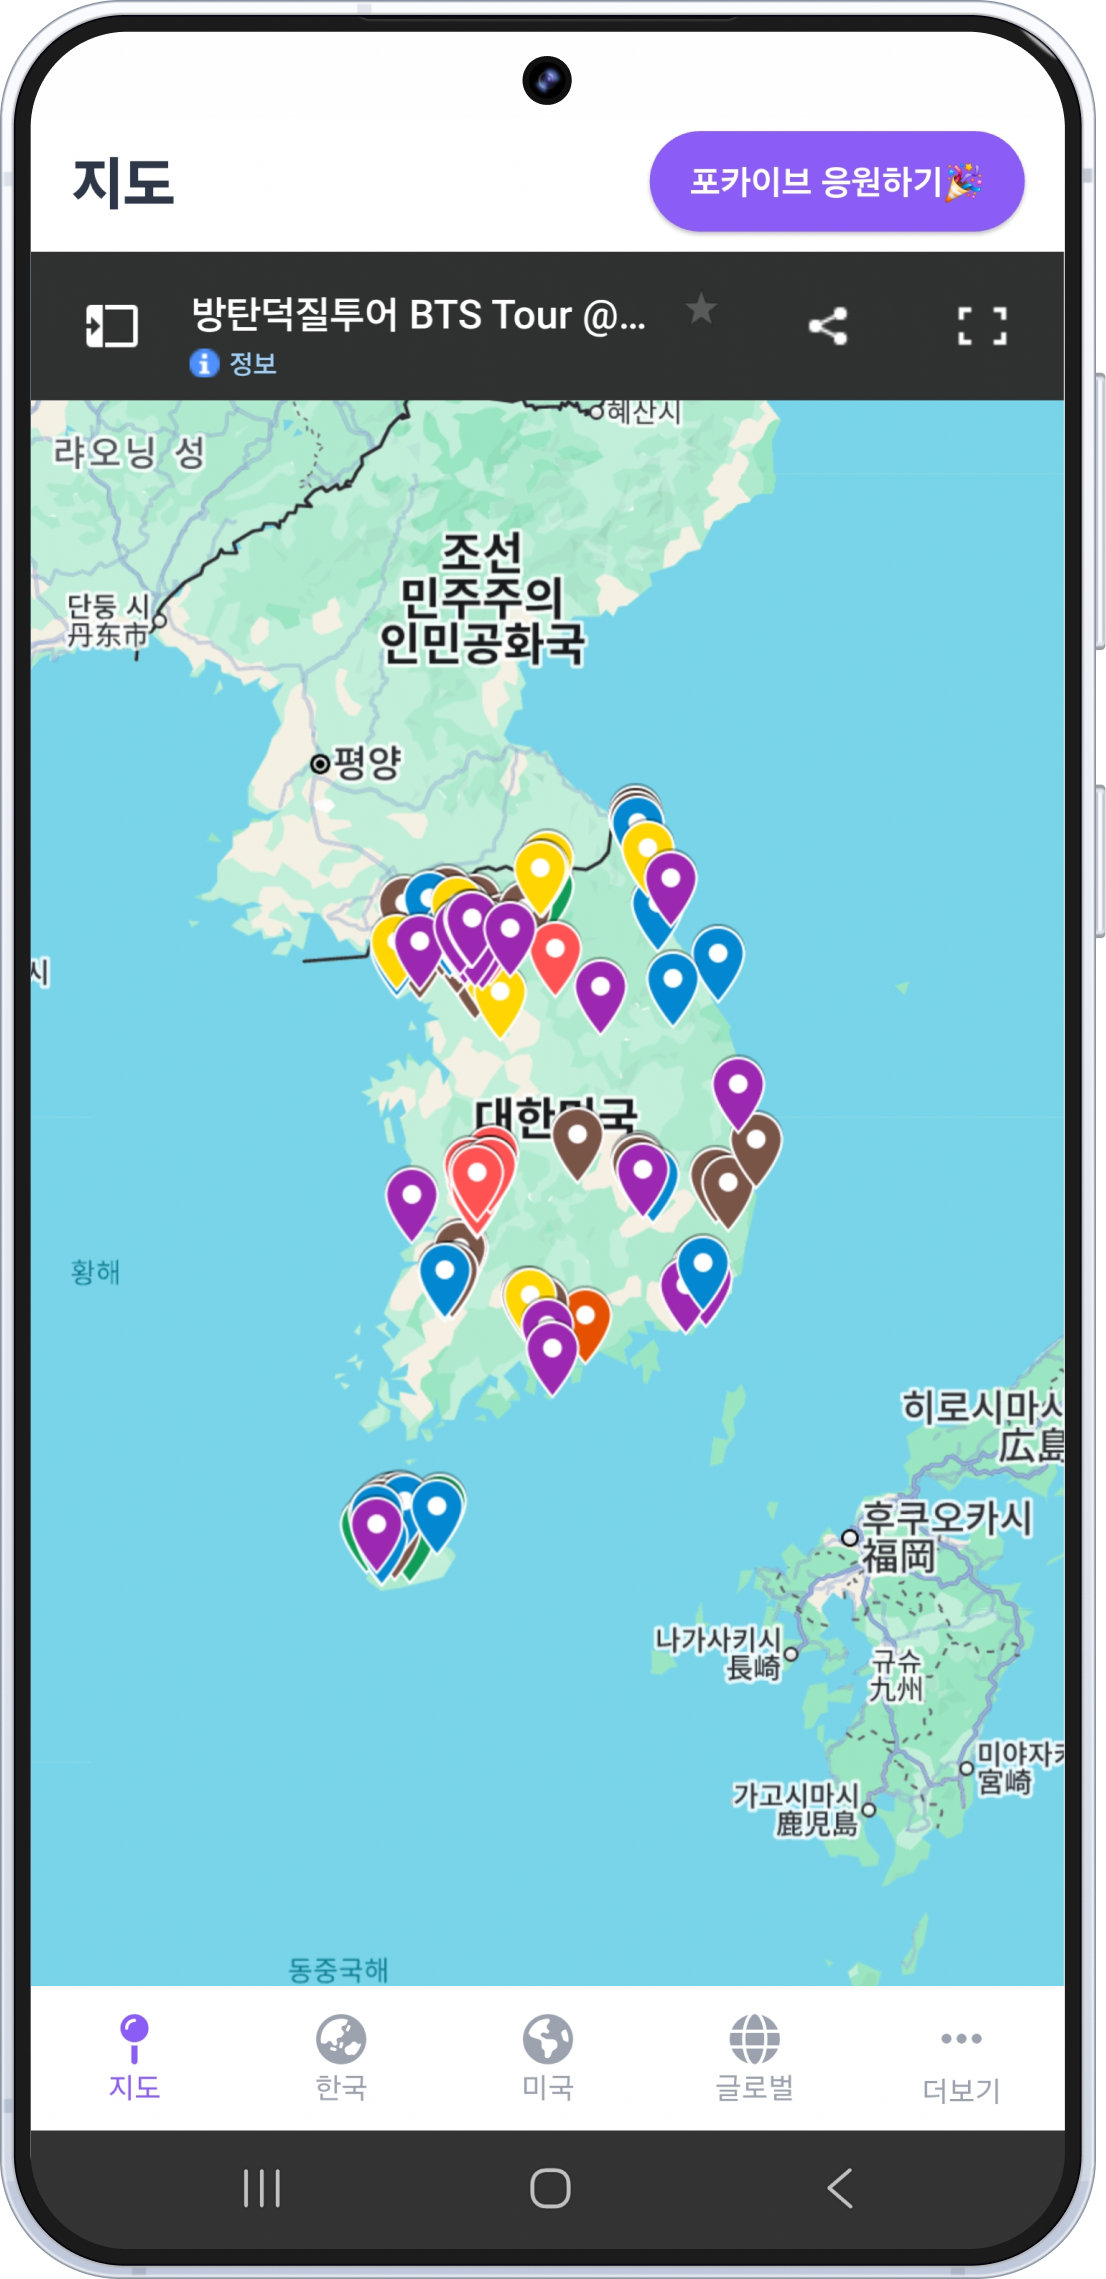 지도
포카이브 응원하기🎉
방탄덕질투어 BTS Tour @...
정보
혜산시
랴오닝 성
조선
민주주의
인민공화국
단둥 시
丹东市
평양
시
대한민국
황해
히로시마시
広島
후쿠오카시
福岡
나가사키시
長崎
규슈
九州
미야자키
宮崎
가고시마시
鹿児島
동중국해
지도
한국
미국
글로벌
더보기